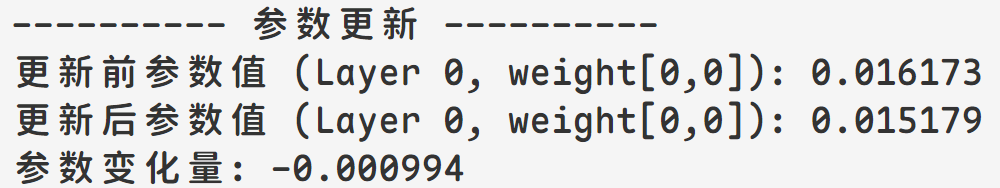 ---------- 参数更新 ----------
更新前参数值 (Layer 0, weight[0,0]): 0.016173
更新后参数值 (Layer 0, weight[0,0]): 0.015179
参数变化量: -0.000994